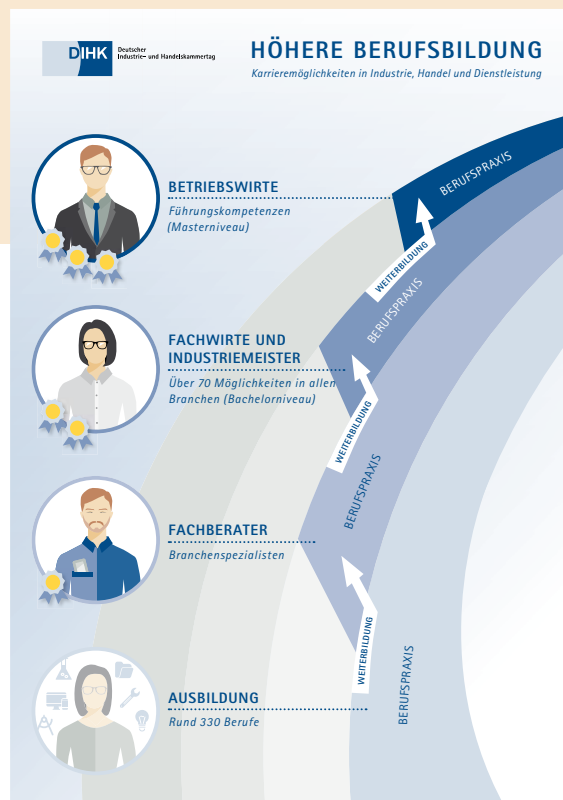 DIHK
Deutscher
Industrie- und Handelskammertag
HÖHERE BERUFSBILDUNG
Karrieremöglichkeiten in Industrie, Handel und Dienstleistung
BERUFSPRAXIS
BETRIEBSWIRTE
Führungskompetenzen
(Masterniveau)
WEITERBILDUNG
BERUFSPRAXIS
FACHWIRTE UND
INDUSTRIEMEISTER
Über 70 Möglichkeiten in allen
Branchen (Bachelorniveau)
WEITERBILDUNG
BERUFSPRAXIS
FACHBERATER
Branchenspezialisten
WEITERBILDUNG
BERUFSPRAXIS
AUSBILDUNG
Rund 330 Berufe